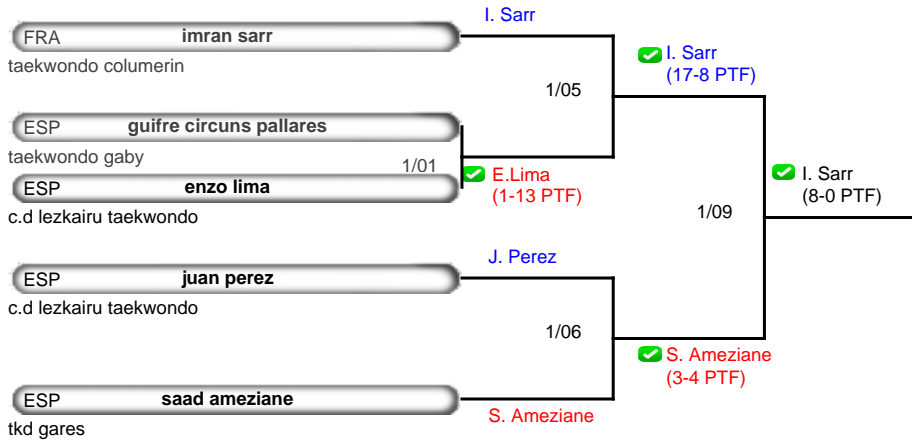 I. Sarr
FRA imran sarr
taekwondo columerin
I. Sarr
(17-8 PTF)
1/05
ESP guifre circuns pallares
taekwondo gaby
1/01
E.Lima
(1-13 PTF)
ESP enzo lima
c.d lezkairu taekwondo
I. Sarr
(8-0 PTF)
1/09
J. Perez
ESP juan perez
c.d lezkairu taekwondo
1/06
S. Ameziane
(3-4 PTF)
ESP saad ameziane
S. Ameziane
tkd gares